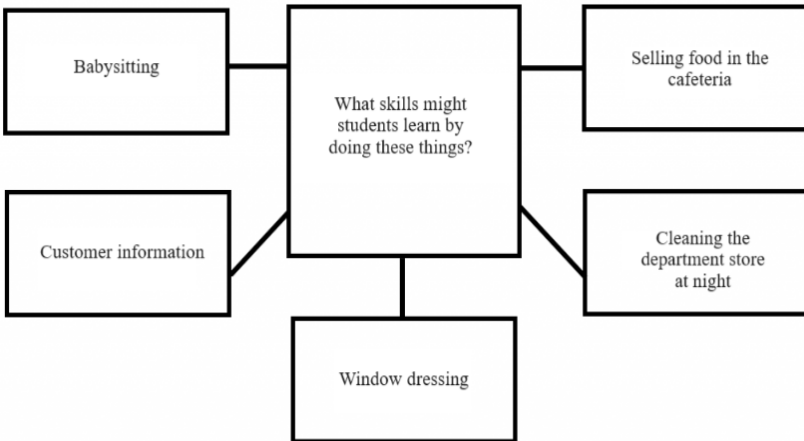 Babysitting
What skills might
students learn by
doing these things?
Selling food in the
cafeteria
Customer information
Cleaning the
department store
at night
Window dressing